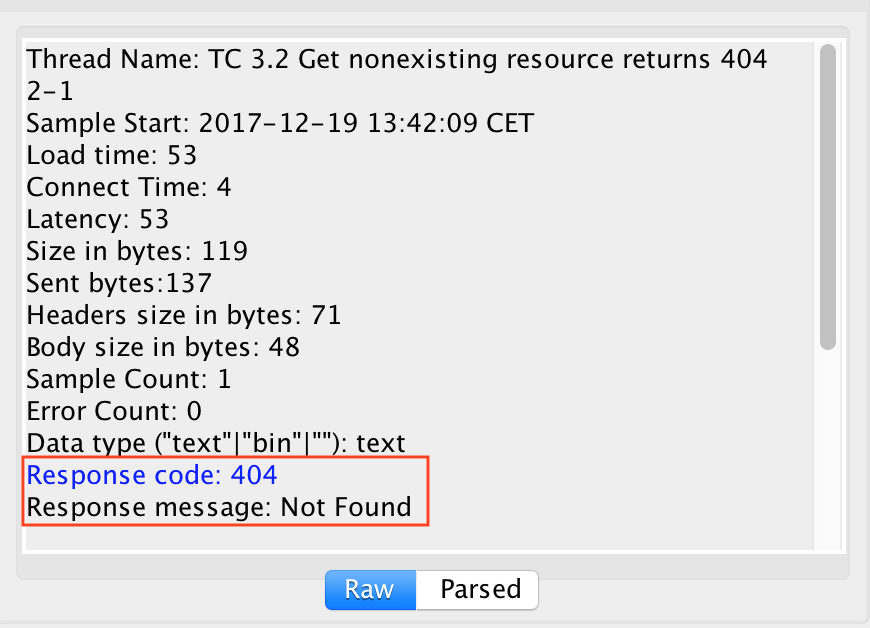 Thread Name: TC 3.2 Get nonexisting resource returns 404
2-1
Sample Start: 2017-12-19 13:42:09 CET
Load time: 53
Connect Time: 4
Latency: 53
Size in bytes: 119
Sent bytes:137
Headers size in bytes: 71
Body size in bytes: 48
Sample Count: 1
Error Count: 0
Data type ("text"|"bin"|""): text
Response code: 404
Response message: Not Found
Raw Parsed